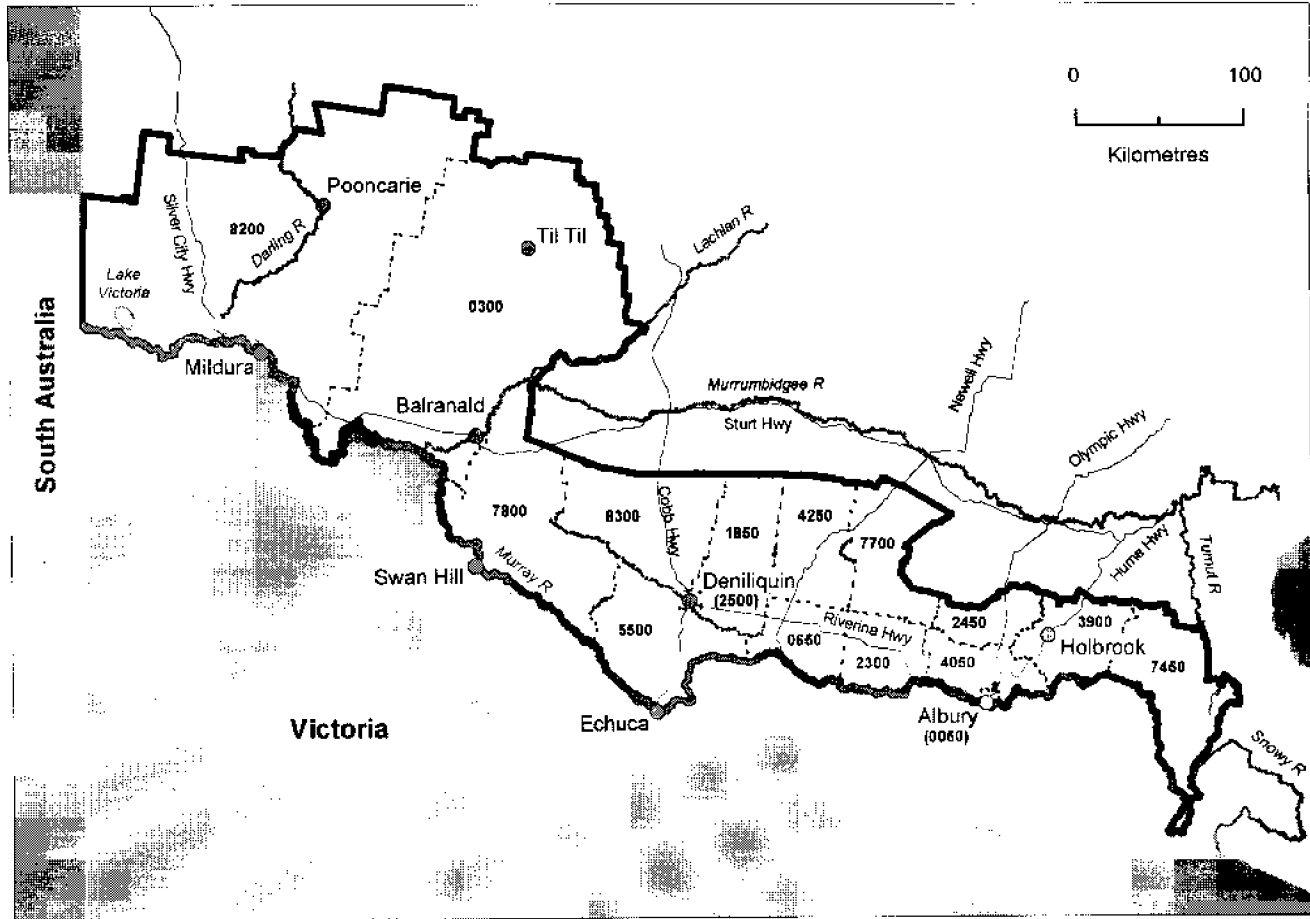 0 100
Kilometres
Pooncarie
Silver City Hwy
8200
Darling R
Til Til
Lachlan R
Lake
Victoria
0300
South Australia
Mildura
Balranald
Murrumbidgee R
Sturt Hwy
Newell Hwy
Olympic Hwy
7800
8300
Cobb Hwy
1850
4250
7700
Hume Hwy
Tumut R
Swan Hill
Murray R
Deniliquin
(2500)
5500
0650
Riverina Hwy
2450
3900
Holbrook
2300
4050
7450
Echuca
Albury
(0060)
Victoria
Snowy R